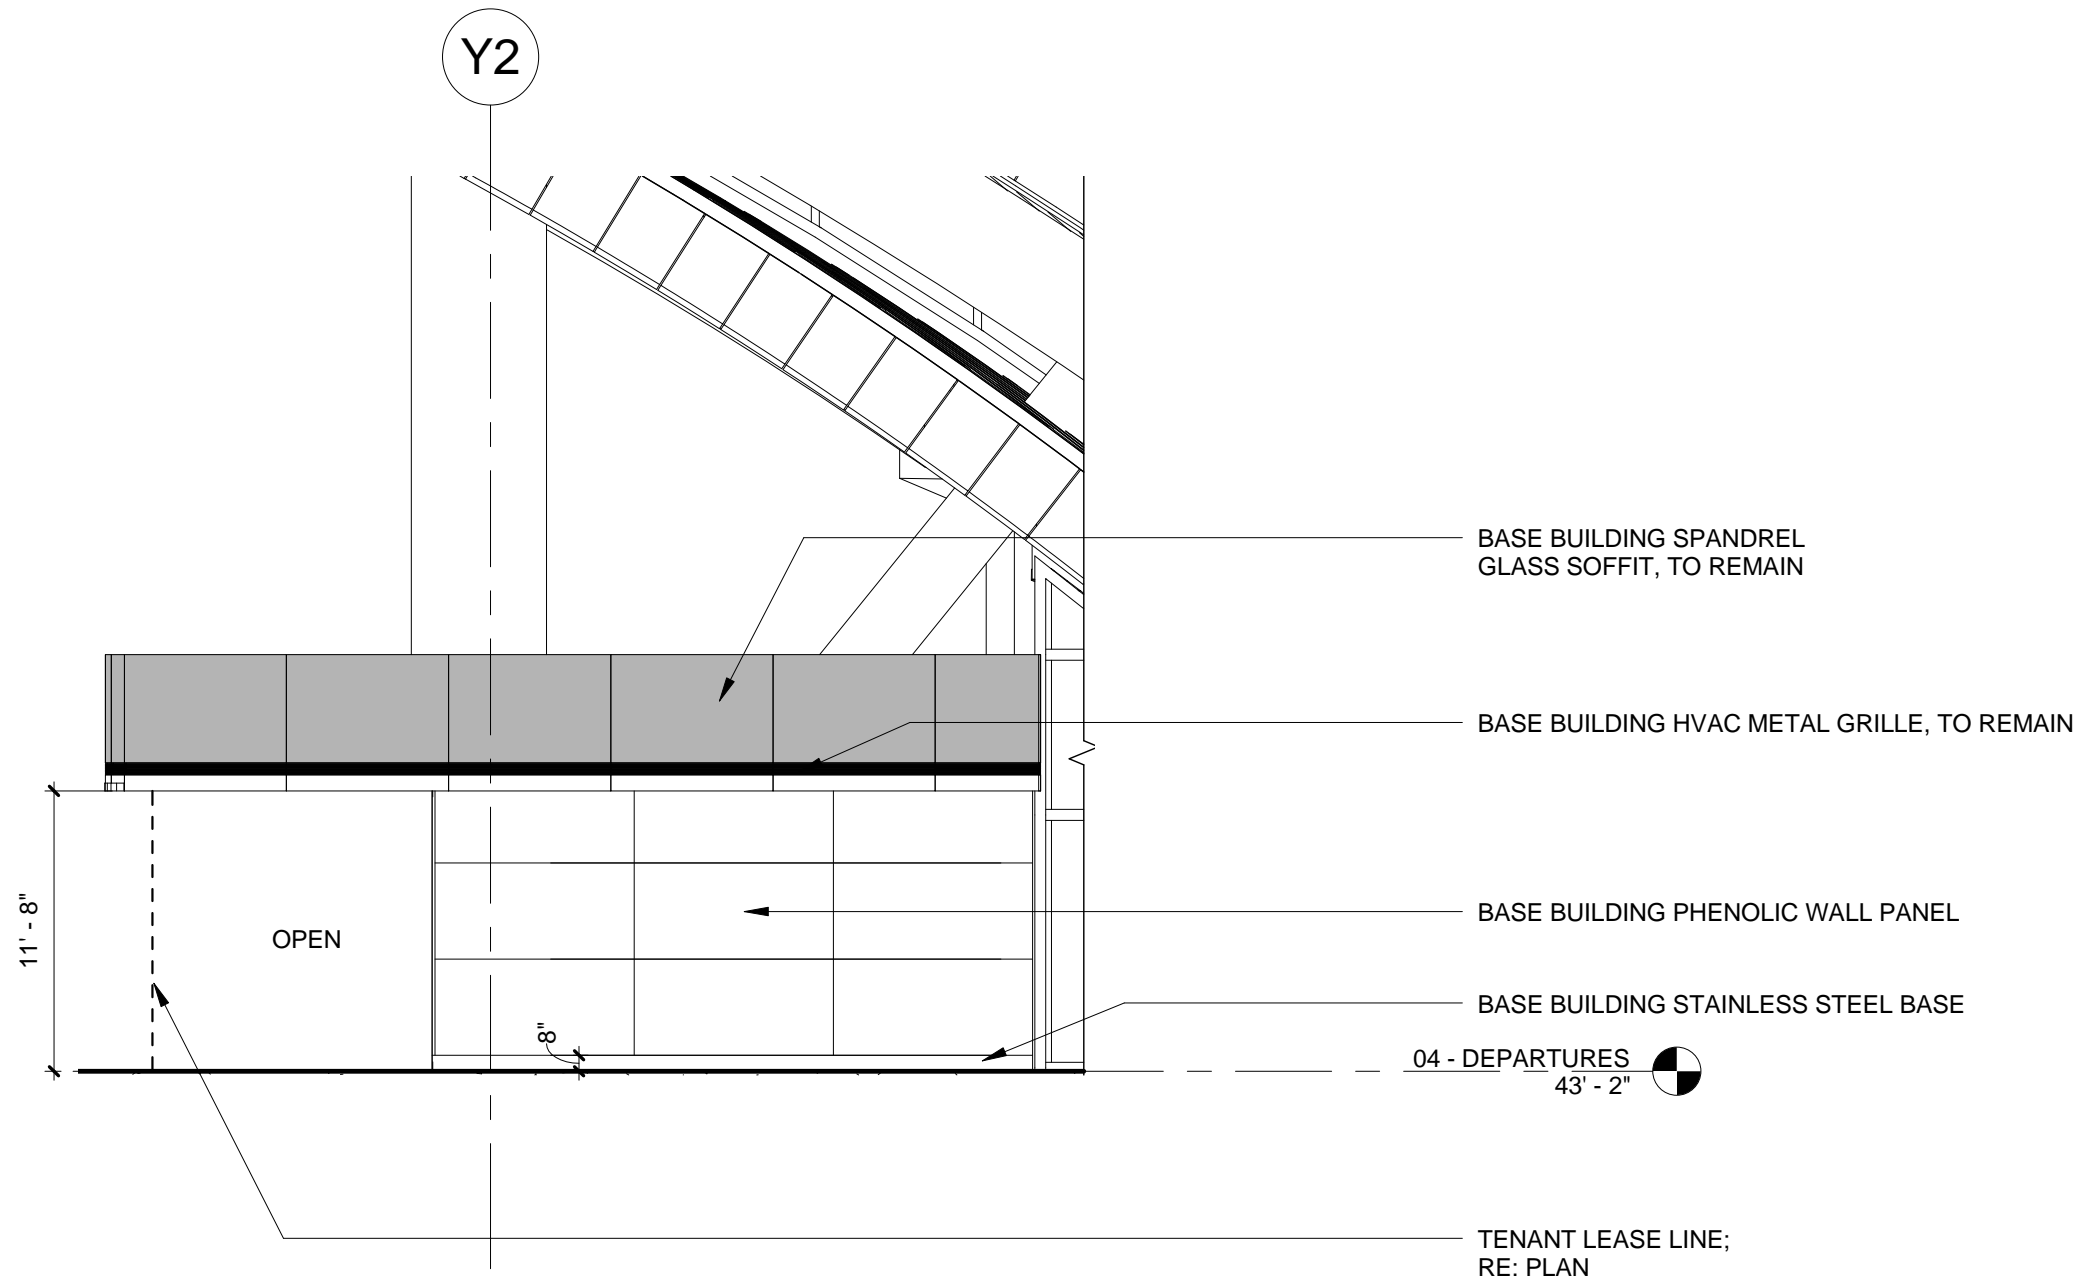 Y2
BASE BUILDING SPANDREL
GLASS SOFFIT, TO REMAIN
BASE BUILDING HVAC METAL GRILLE, TO REMAIN
11' - 8"
OPEN
BASE BUILDING PHENOLIC WALL PANEL
8"
BASE BUILDING STAINLESS STEEL BASE
04 - DEPARTURES
43' - 2"
TENANT LEASE LINE;
RE: PLAN